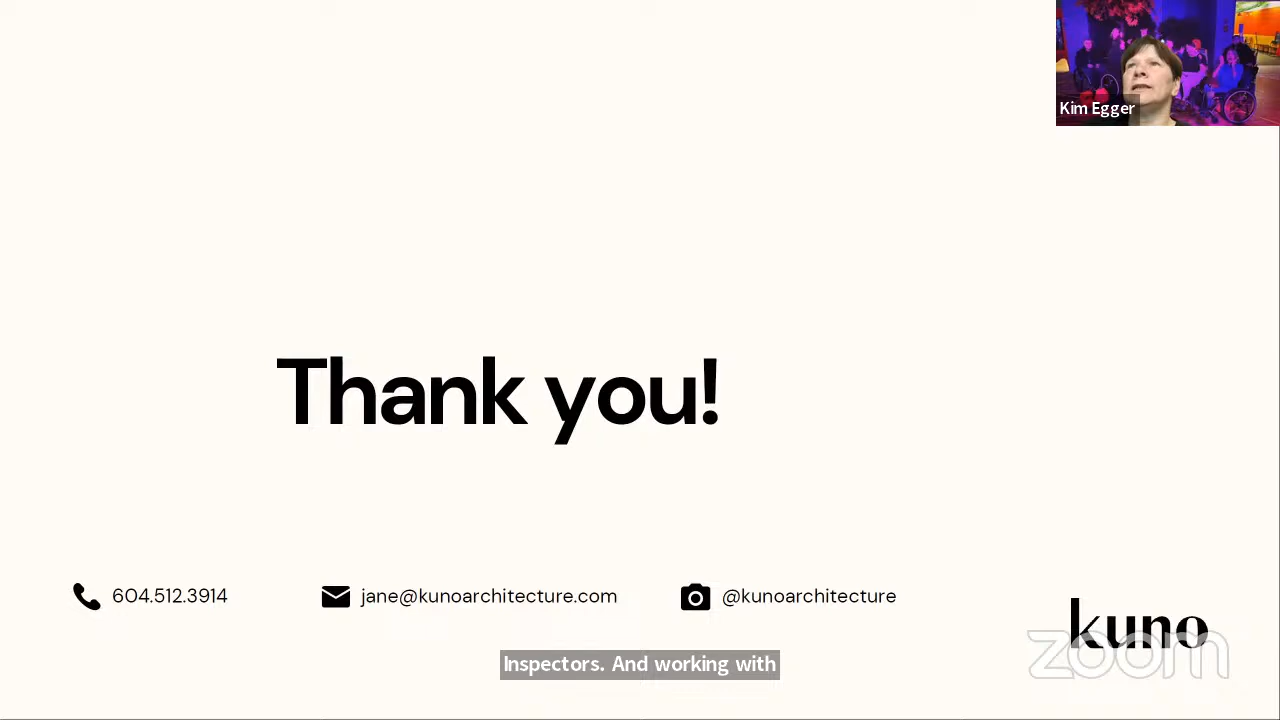 Kim Egger
Thank you!
604.512.3914
jane@kunoarchitecture.com
@kunoarchitecture
kuno
zoom
Inspectors. And working with